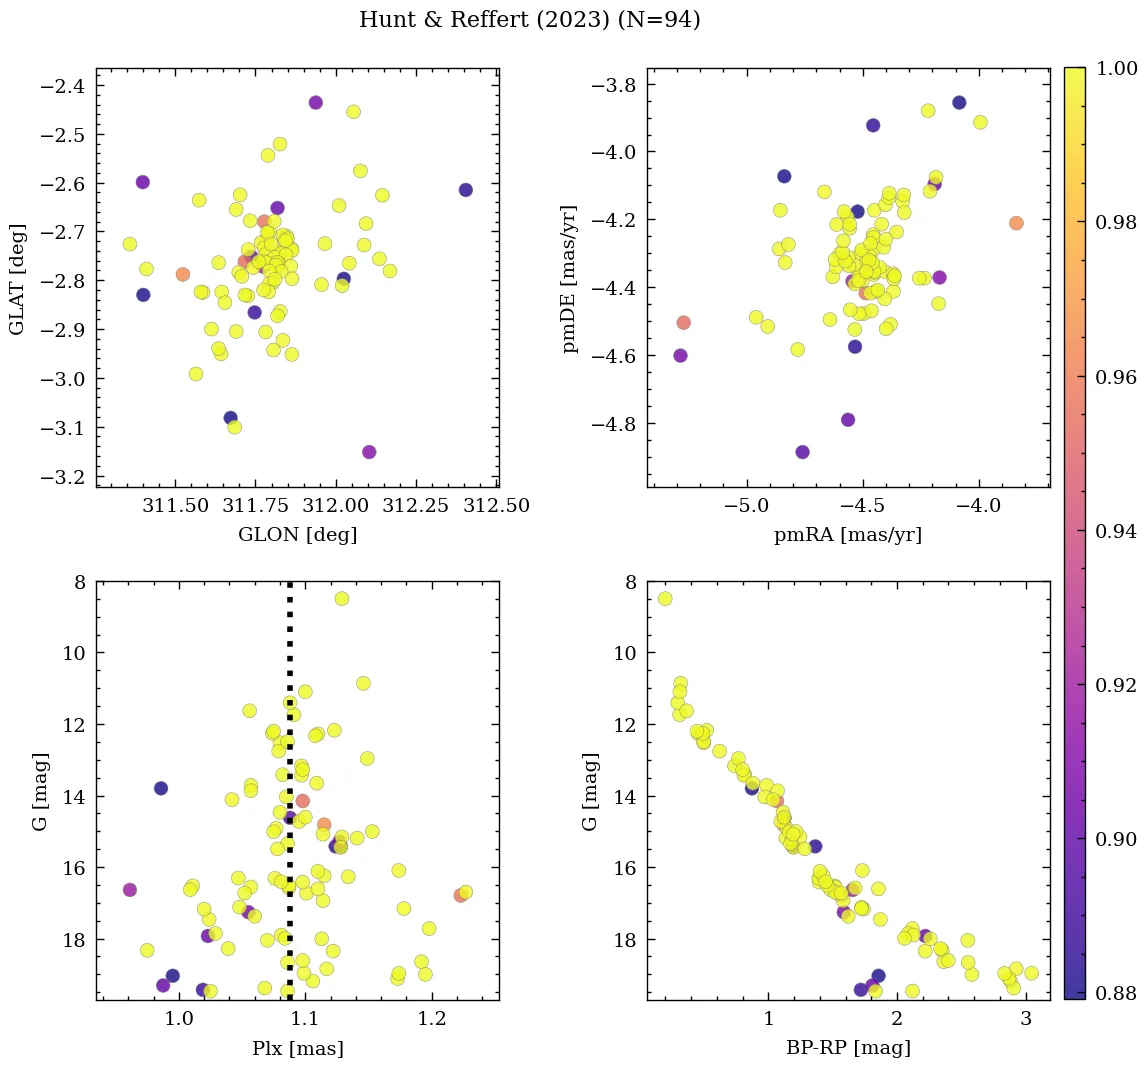 Hunt & Reffert (2023) (N=94)
−2.4
−2.5
−2.6
−2.7
−2.8
−2.9
−3.0
−3.1
−3.2
GLAT [deg]
311.50 311.75 312.00 312.25 312.50
GLON [deg]
−3.8
−4.0
−4.2
−4.4
−4.6
−4.8
pmDE [mas/yr]
−5.0 −4.5 −4.0
pmRA [mas/yr]
1.00
0.98
0.96
0.94
0.92
0.90
0.88
8
10
12
14
16
18
G [mag]
1.0 1.1 1.2
Plx [mas]
8
10
12
14
16
18
G [mag]
1 2 3
BP-RP [mag]